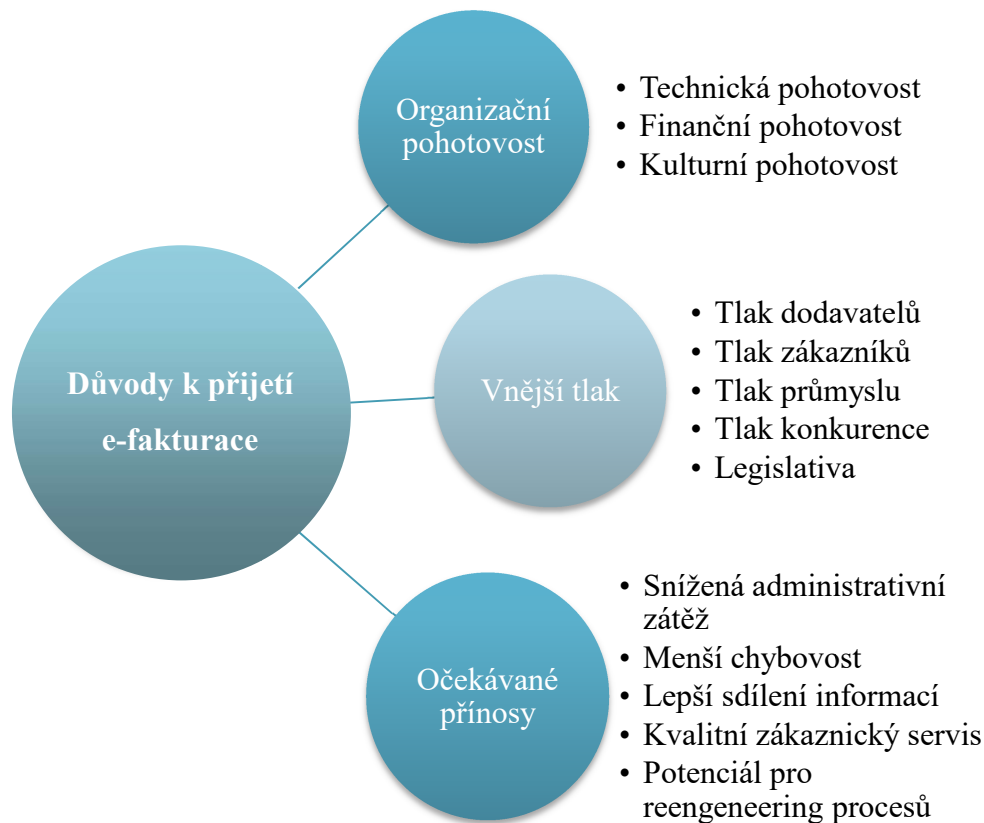 Důvody k přijetí
e-fakturace
Organizační
pohotovost
• Technická pohotovost
• Finanční pohotovost
• Kulturní pohotovost
Vnější tlak
• Tlak dodavatelů
• Tlak zákazníků
• Tlak průmyslu
• Tlak konkurence
• Legislativa
Očekávané
přínosy
• Snížená administrativní
zátěž
• Menší chybovost
• Lepší sdílení informací
• Kvalitní zákaznický servis
• Potenciál pro
reengeneering procesů